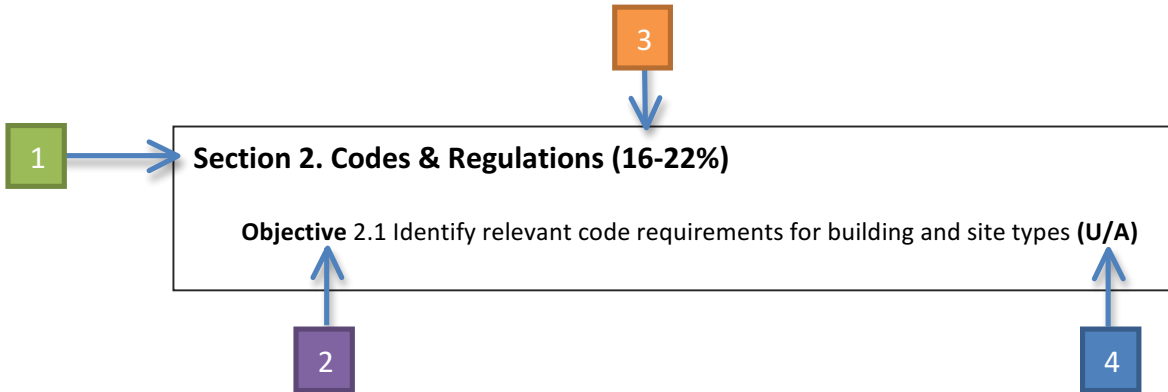 3
1
Section 2. Codes & Regulations (16-22%)
Objective 2.1 Identify relevant code requirements for building and site types (U/A)
2
4